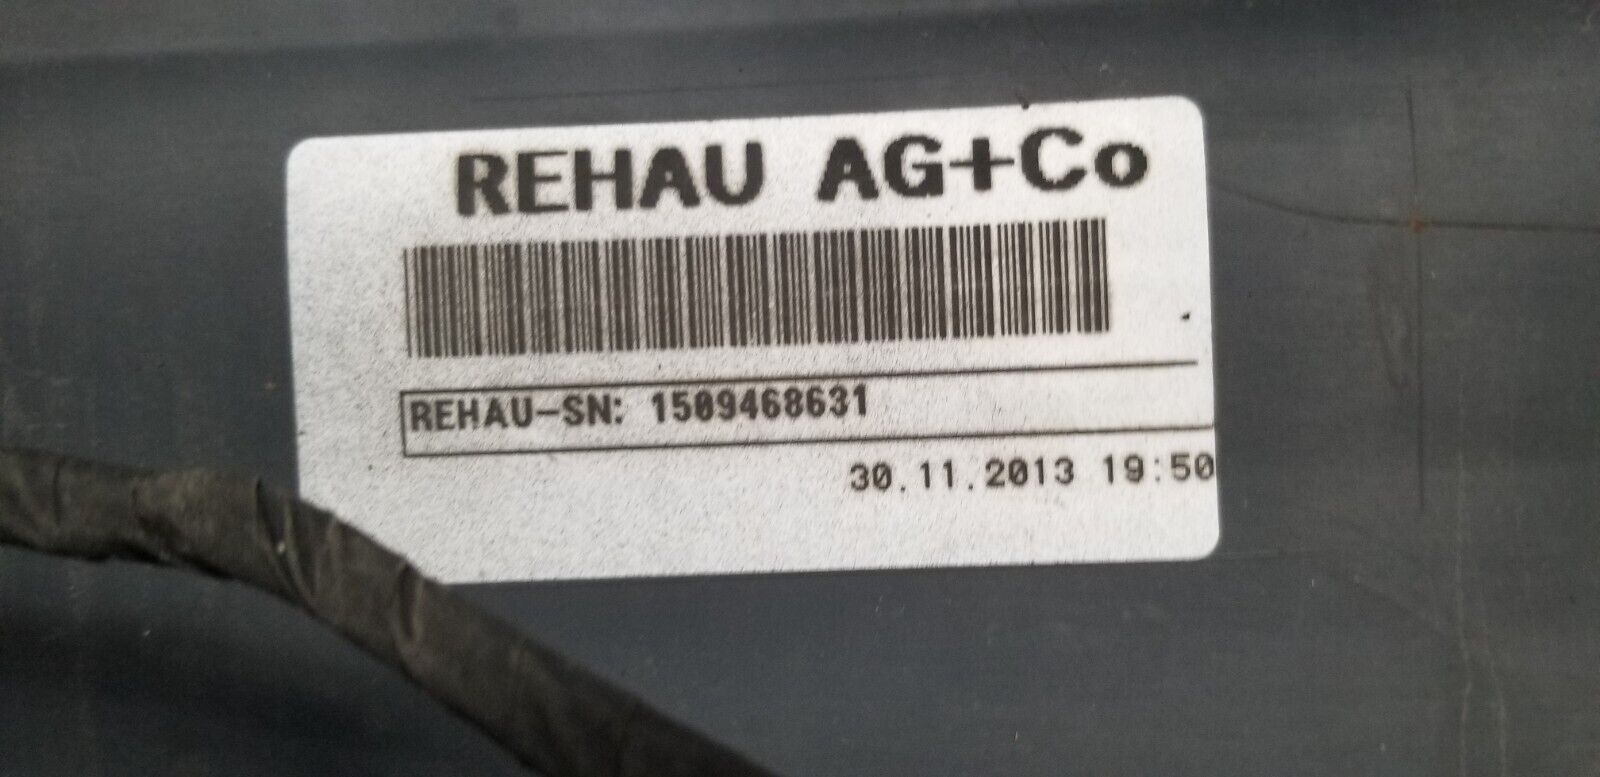 REHAU AG+Co
REHAU-SN: 1509468631
30.11.2013 19:50